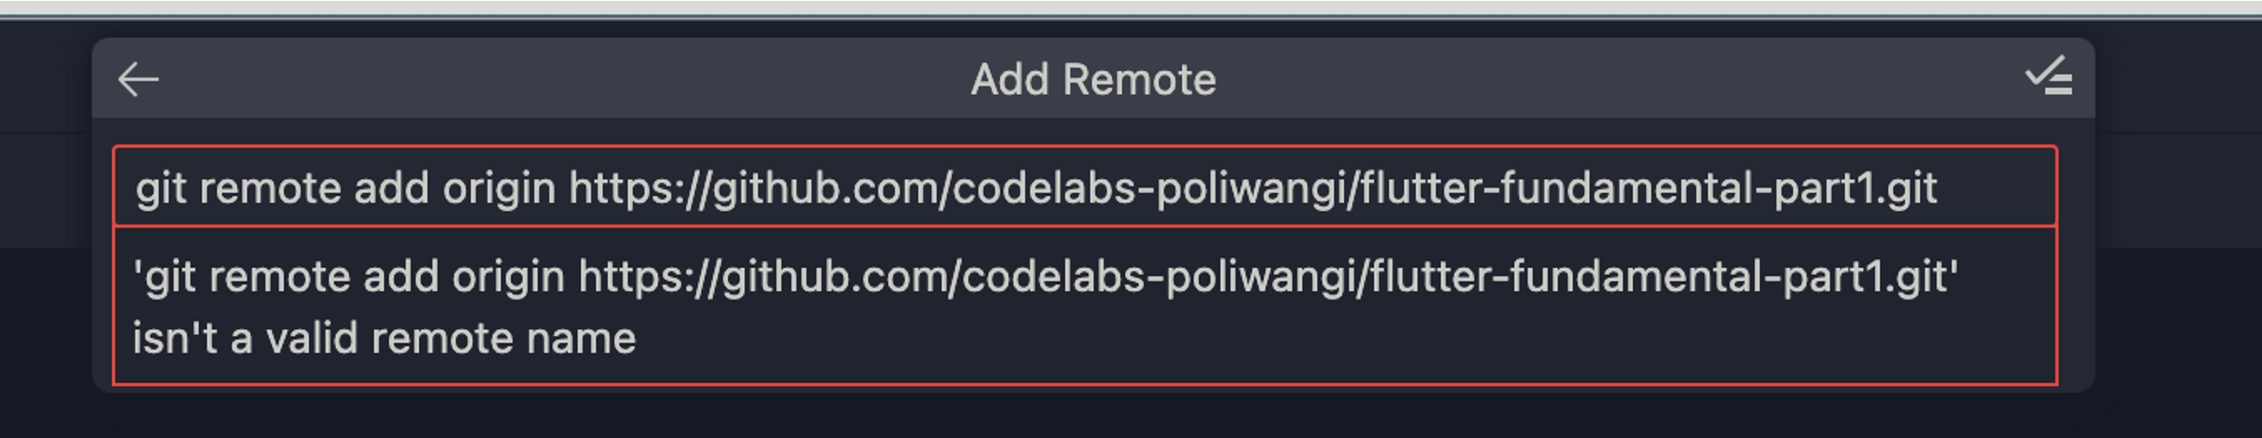 Add Remote
git remote add origin https://github.com/codelabs-poliwangi/flutter-fundamental-part1.git
'git remote add origin https://github.com/codelabs-poliwangi/flutter-fundamental-part1.git'
isn't a valid remote name